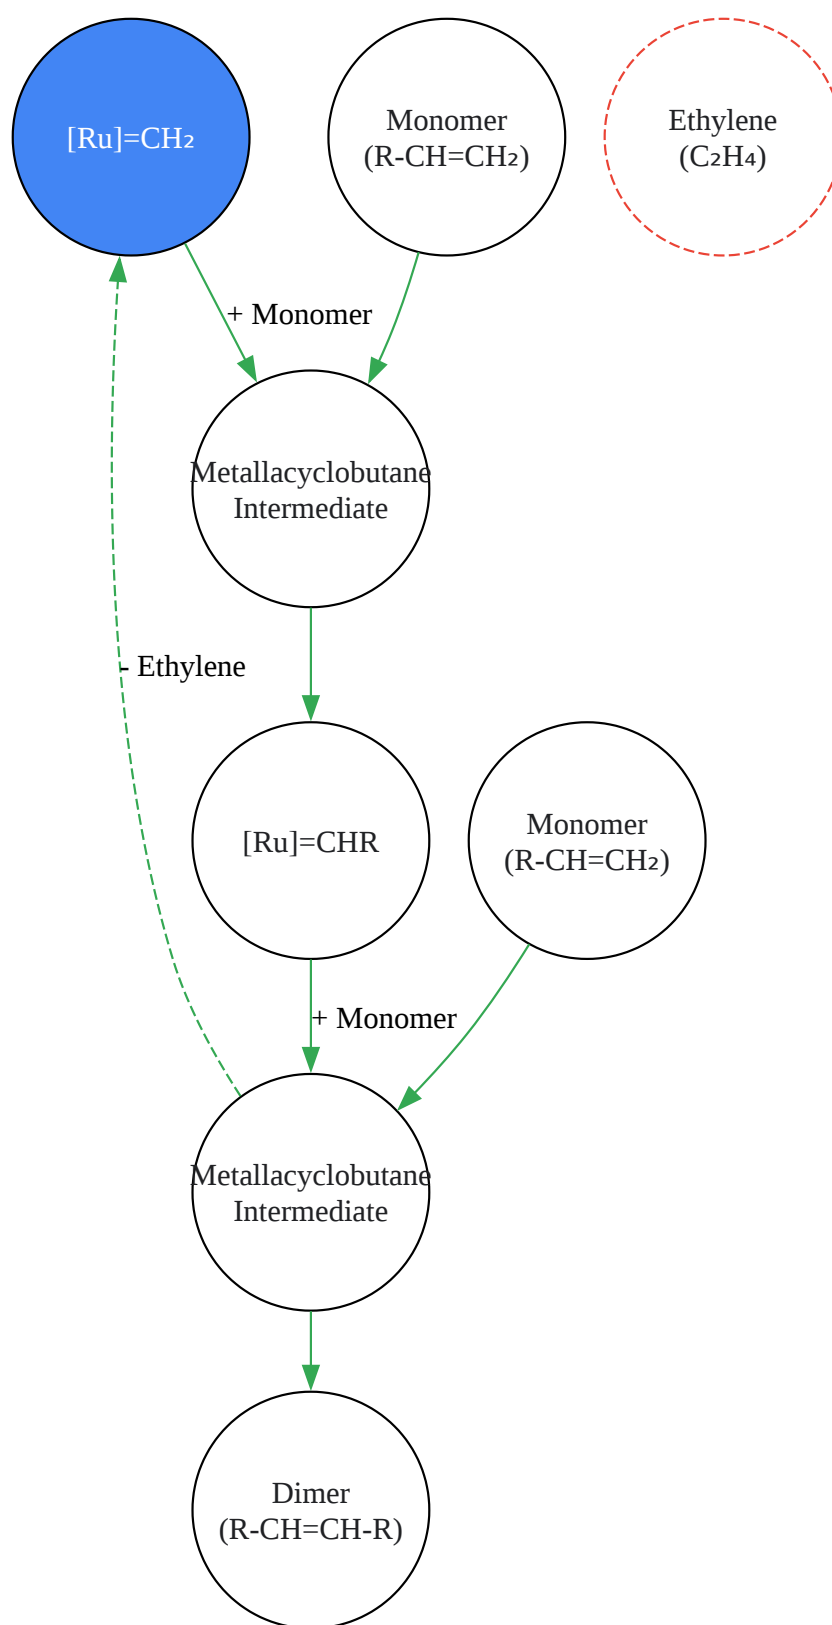 [Ru]=CH₂
Monomer
(R-CH=CH₂)
Ethylene
(C₂H₄)
+ Monomer
Metallacyclobutane
Intermediate
- Ethylene
[Ru]=CHR
Monomer
(R-CH=CH₂)
+ Monomer
Metallacyclobutane
Intermediate
Dimer
(R-CH=CH-R)